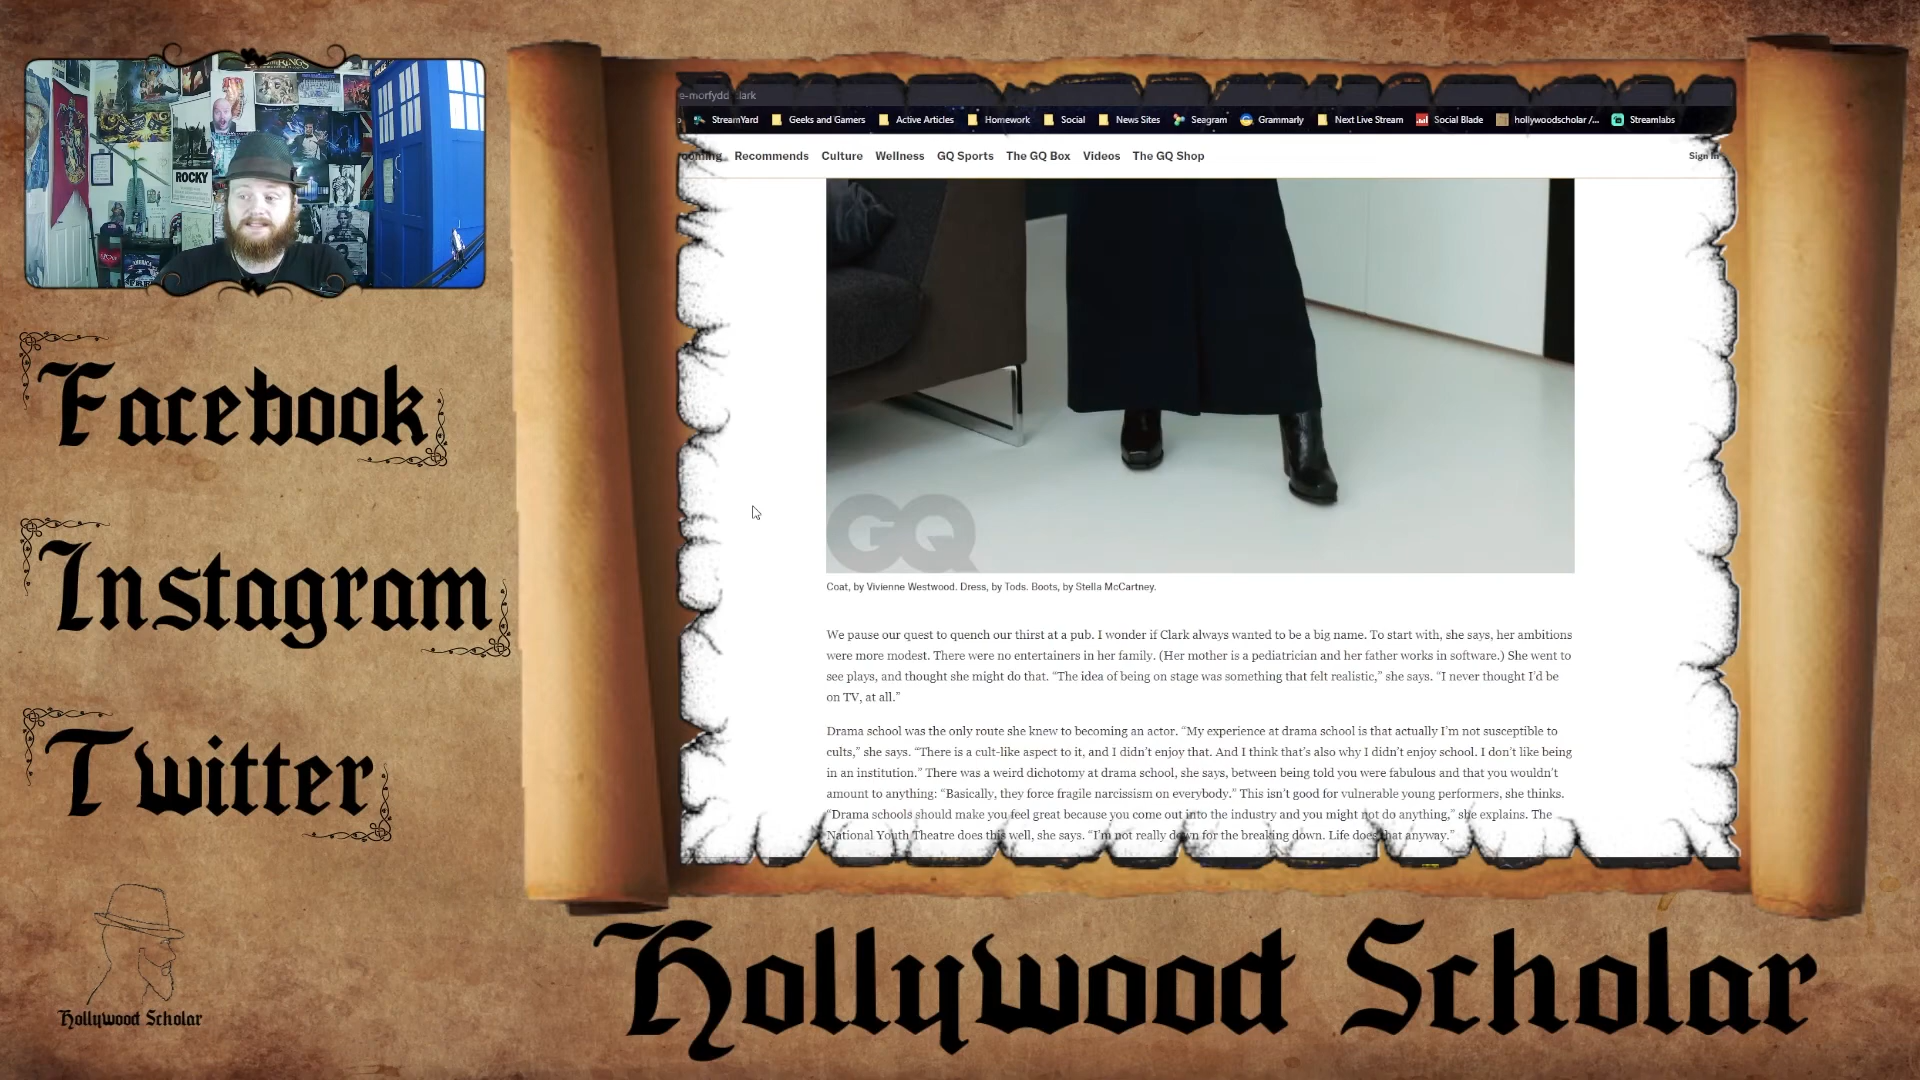 e-morfydd lark
StreamYard Geeks and Gamers Active Articles Homework Social News Sites Seagram Grammarly Next Live Stream Social Blade hollywoodscholar /... Streamlabs
ooming Recommends Culture Wellness GQ Sports The GQ Box Videos The GQ Shop Sign In
ROCKY
GQ
Coat, by Vivienne Westwood. Dress, by Tods. Boots, by Stella McCartney.
We pause our quest to quench our thirst at a pub. I wonder if Clark always wanted to be a big name. To start with, she says, her ambitions
were more modest. There were no entertainers in her family. (Her mother is a pediatrician and her father works in software.) She went to
see plays, and thought she might do that. “The idea of being on stage was something that felt realistic,” she says. “I never thought I’d be
on TV, at all.”
Drama school was the only route she knew to becoming an actor. “My experience at drama school is that actually I’m not susceptible to
cults,” she says. “There is a cult-like aspect to it, and I didn’t enjoy that. And I think that’s also why I didn’t enjoy school. I don’t like being
in an institution.” There was a weird dichotomy at drama school, she says, between being told you were fabulous and that you wouldn’t
amount to anything: “Basically, they force fragile narcissism on everybody.” This isn’t good for vulnerable young performers, she thinks.
“Drama schools should make you feel great because you come out into the industry and you might not do anything,” she explains. The
National Youth Theatre does this well, she says. “I’m not really down for the breaking down. Life does that anyway.”
Facebook
Instagram
Twitter
Hollywood Scholar
Hollywood Scholar